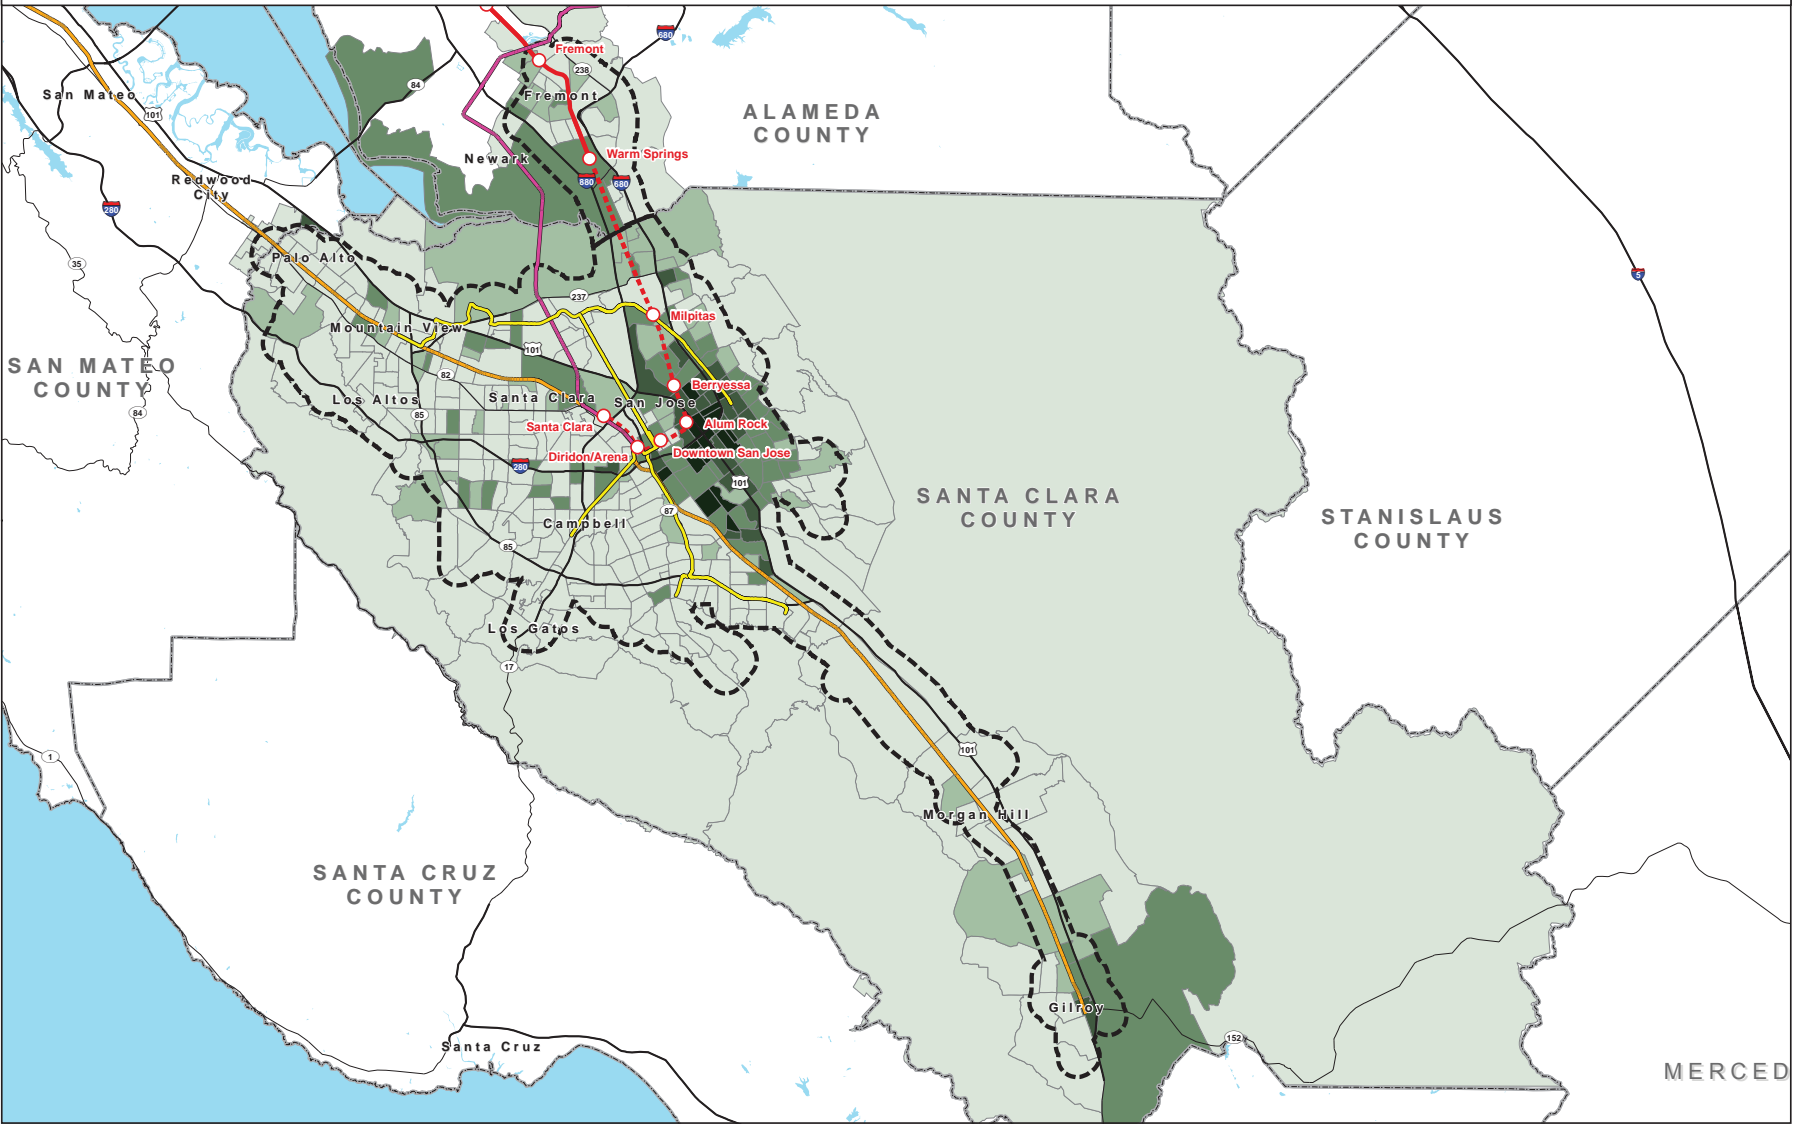 Fremont
680
238
84
San Mateo
Fremont
101
ALAMEDA
COUNTY
Newark
Warm Springs
Redwood
City
880
680
280
35
Palo Alto
5
237
Milpitas
Mountain View
101
SAN MATEO
COUNTY
82
Berryessa
Los Altos
Santa Clara
San Jose
84
85
Santa Clara
Alum Rock
Diridon/Arena
Downtown San Jose
280
101
SANTA CLARA
COUNTY
87
STANISLAUS
COUNTY
Campbell
85
Los Gatos
17
101
1
Morgan Hill
SANTA CRUZ
COUNTY
Gilroy
152
Santa Cruz
MERCED